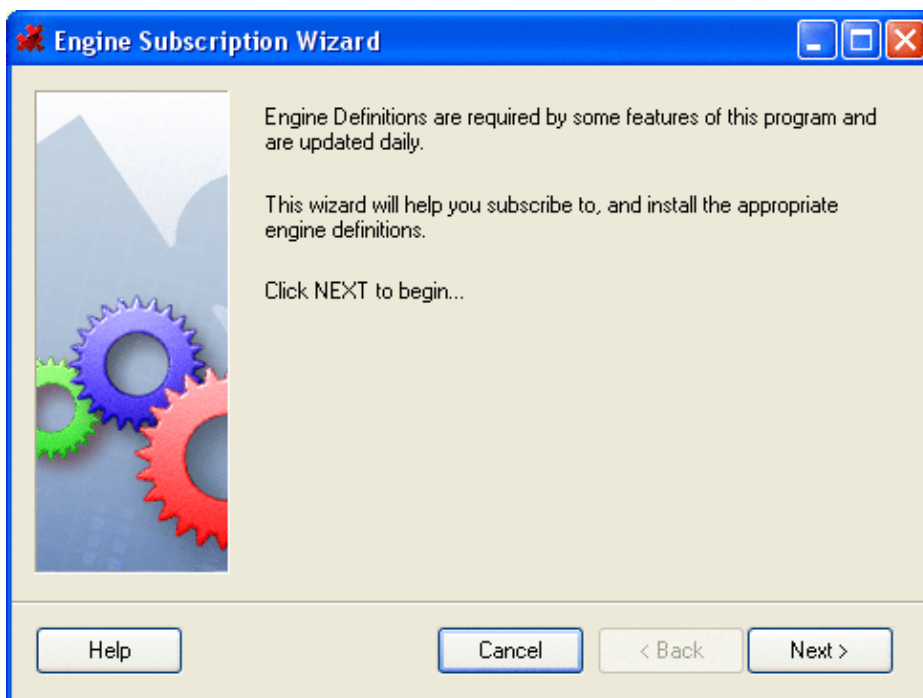 Engine Subscription Wizard
Engine Definitions are required by some features of this program and
are updated daily.
This wizard will help you subscribe to, and install the appropriate
engine definitions.
Click NEXT to begin...
Help
Cancel
< Back
Next >